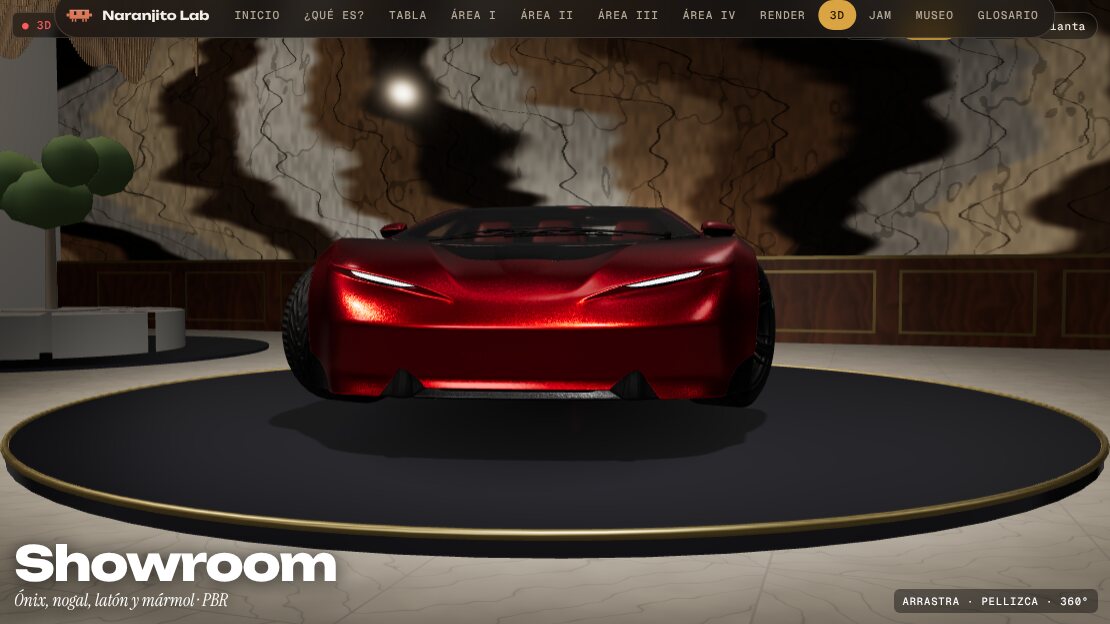 3D
Naranjito Lab
INICIO
¿QUÉ ES?
TABLA
ÁREA I
ÁREA II
ÁREA III
ÁREA IV
RENDER
3D
JAM
MUSEO
GLOSARIO
Showroom
Ónix, nogal, latón y mármol · PBR
ARRASTRA · PELLIZCA · 360°